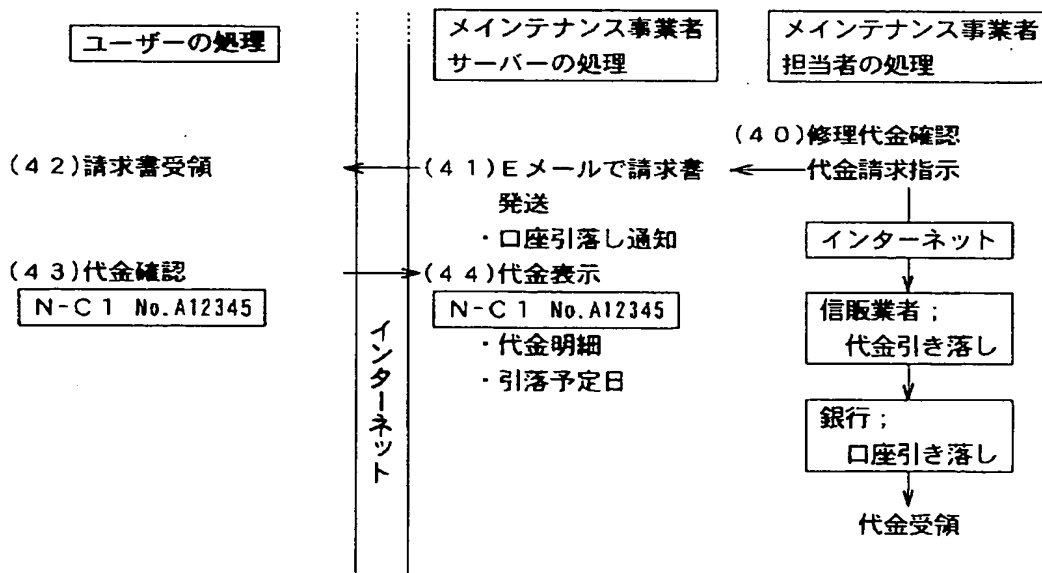 ユーザーの処理
メインテナンス事業者
サーバーの処理
メインテナンス事業者
担当者の処理
(40)修理代金確認
代金請求指示
(41)Eメールで請求書
発送
・口座引落し通知
(42)請求書受領
(43)代金確認
N-C1 No.A12345
(44)代金表示
N-C1 No.A12345
・代金明細
・引落予定日
インターネット
インターネット
信販業者；
代金引き落し
銀行；
口座引き落し
代金受領